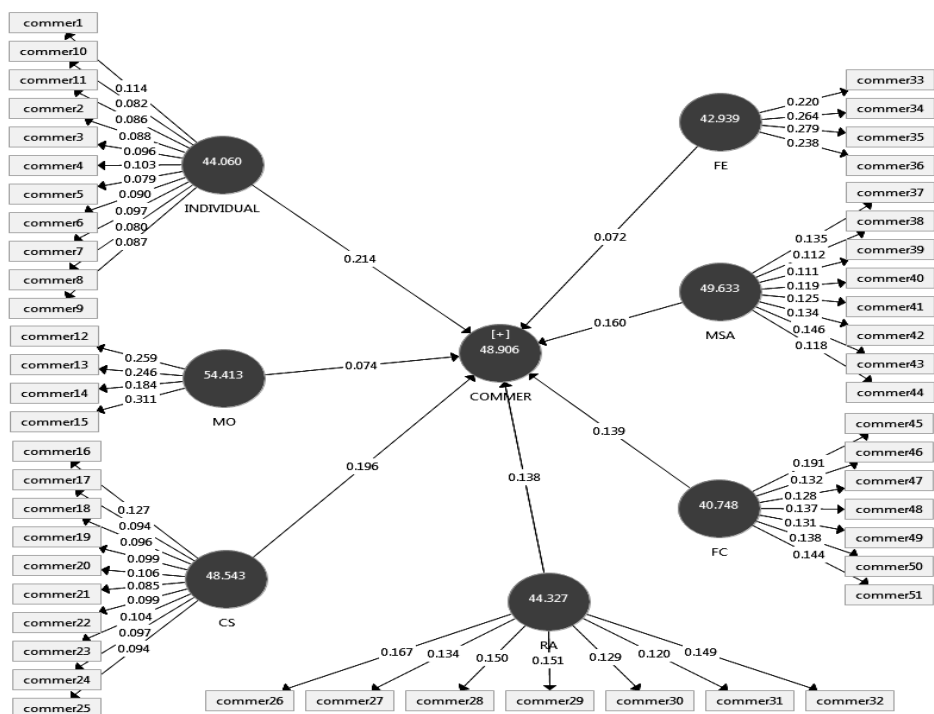 commer1
commer10
commer11
commer2
commer3
commer4
commer5
commer6
commer7
commer8
commer9
0.114
0.082
0.086
0.088
0.096
0.103
0.079
0.090
0.097
0.080
0.087
44.060
INDIVIDUAL
0.214
commer12
commer13
commer14
commer15
0.259
0.246
0.184
0.311
54.413
MO
0.074
commer16
commer17
commer18
commer19
commer20
commer21
commer22
commer23
commer24
commer25
0.127
0.094
0.096
0.099
0.106
0.085
0.099
0.104
0.097
0.094
48.543
CS
0.196
[+]
48.906
COMMER
0.138
44.327
RA
0.167
0.134
0.150
0.151
0.129
0.120
0.149
commer26
commer27
commer28
commer29
commer30
commer31
commer32
42.939
FE
0.072
0.220
0.264
0.279
0.238
commer33
commer34
commer35
commer36
49.633
MSA
0.160
0.135
0.112
0.111
0.119
0.125
0.134
0.146
0.118
commer37
commer38
commer39
commer40
commer41
commer42
commer43
commer44
40.748
FC
0.139
0.191
0.132
0.128
0.137
0.131
0.138
0.144
commer45
commer46
commer47
commer48
commer49
commer50
commer51